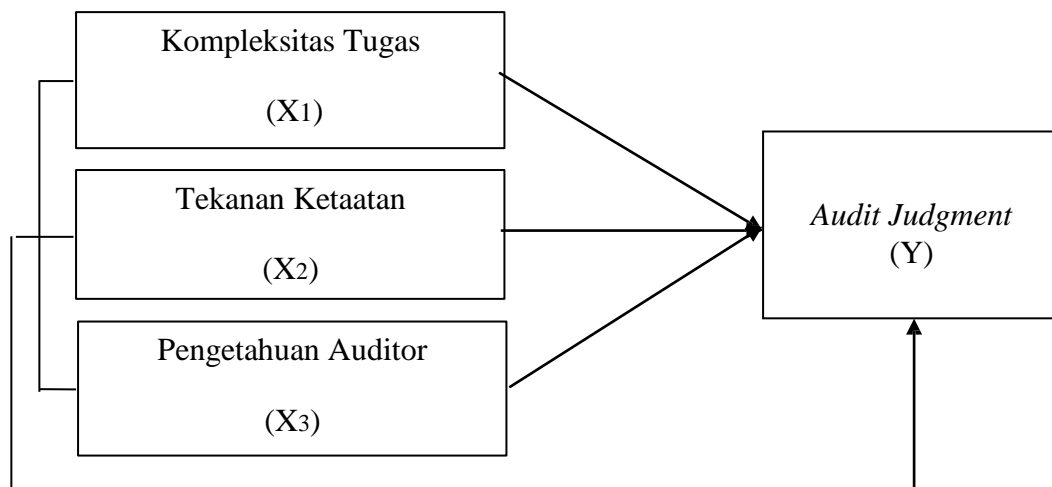 Kompleksitas Tugas
(X1)
Tekanan Ketaatan
(X2)
Pengetahuan Auditor
(X3)
Audit Judgment
(Y)